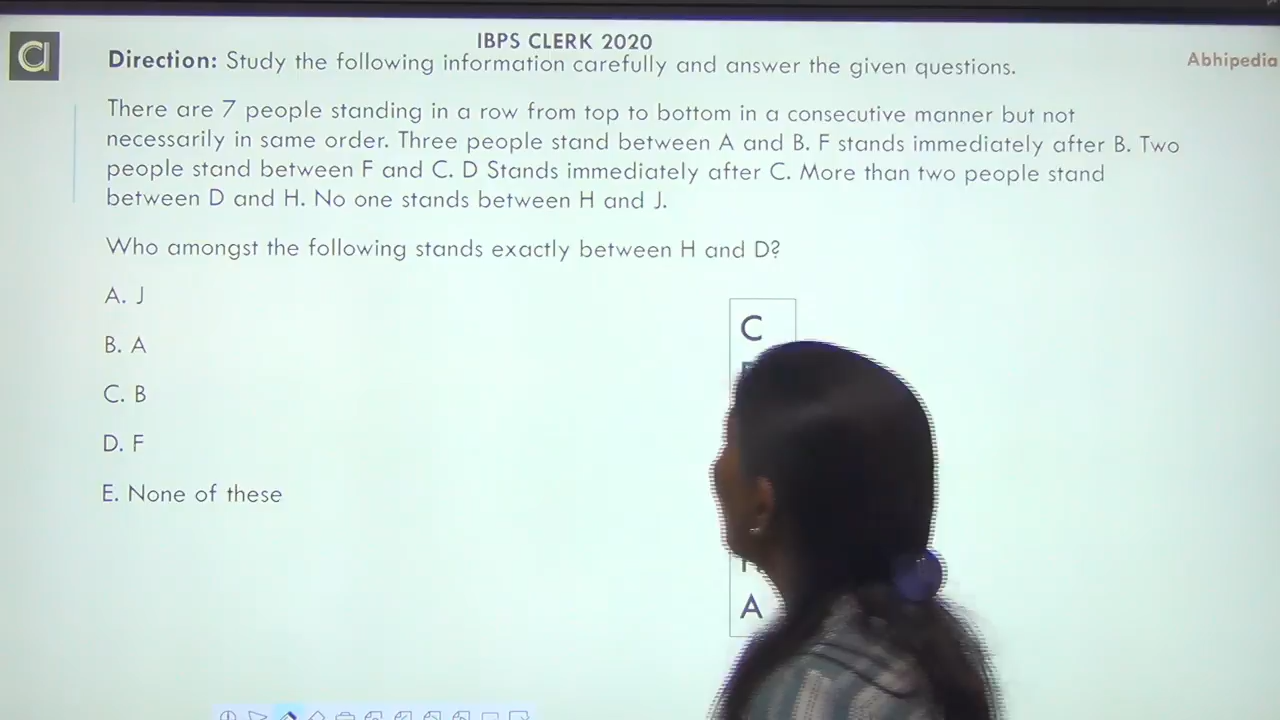 IBPS CLERK 2020
Direction: Study the following information carefully and answer the given questions.
Abhipedia
There are 7 people standing in a row from top to bottom in a consecutive manner but not
necessarily in same order. Three people stand between A and B. F stands immediately after B. Two
people stand between F and C. D Stands immediately after C. More than two people stand
between D and H. No one stands between H and J.
Who amongst the following stands exactly between H and D?
A. J
B. A
C. B
D. F
E. None of these
C
A